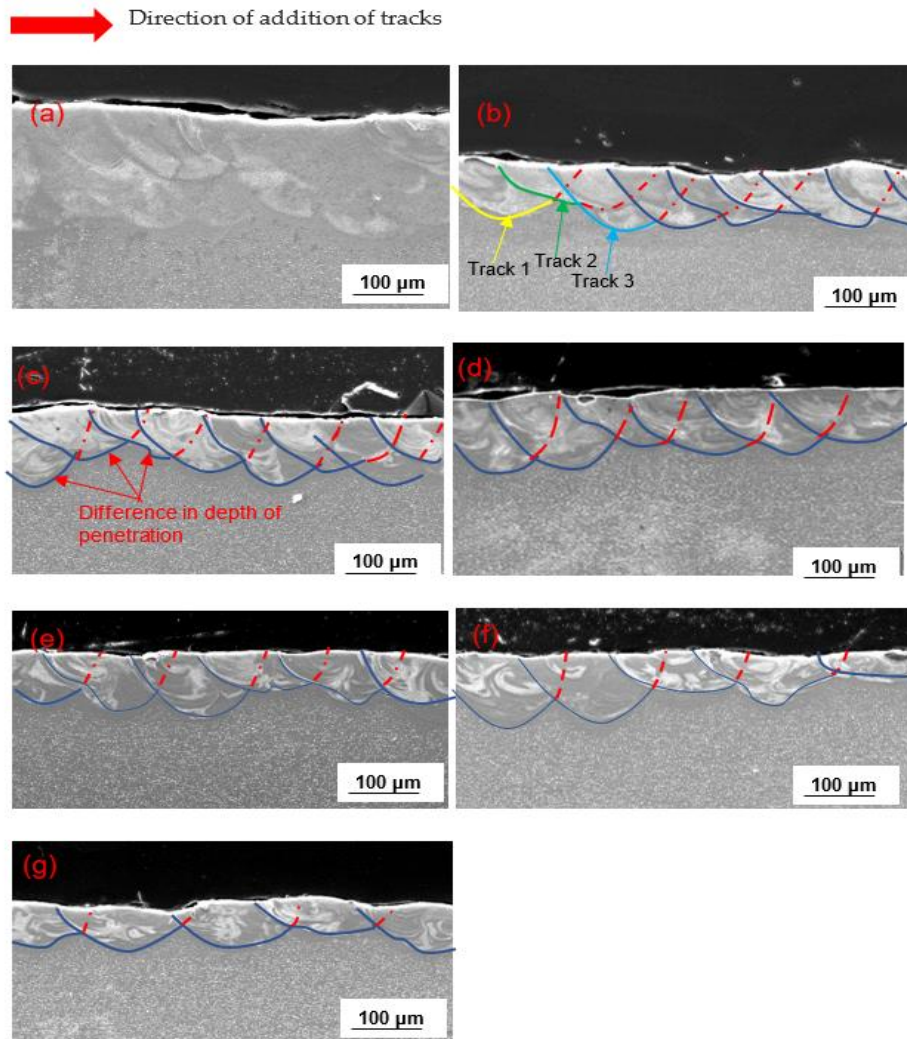 Direction of addition of tracks
(a)
100 µm
(b)
Track 1
Track 2
Track 3
100 µm
(c)
Difference in depth of
penetration
100 µm
(d)
100 µm
(e)
100 µm
(f)
100 µm
(g)
100 µm